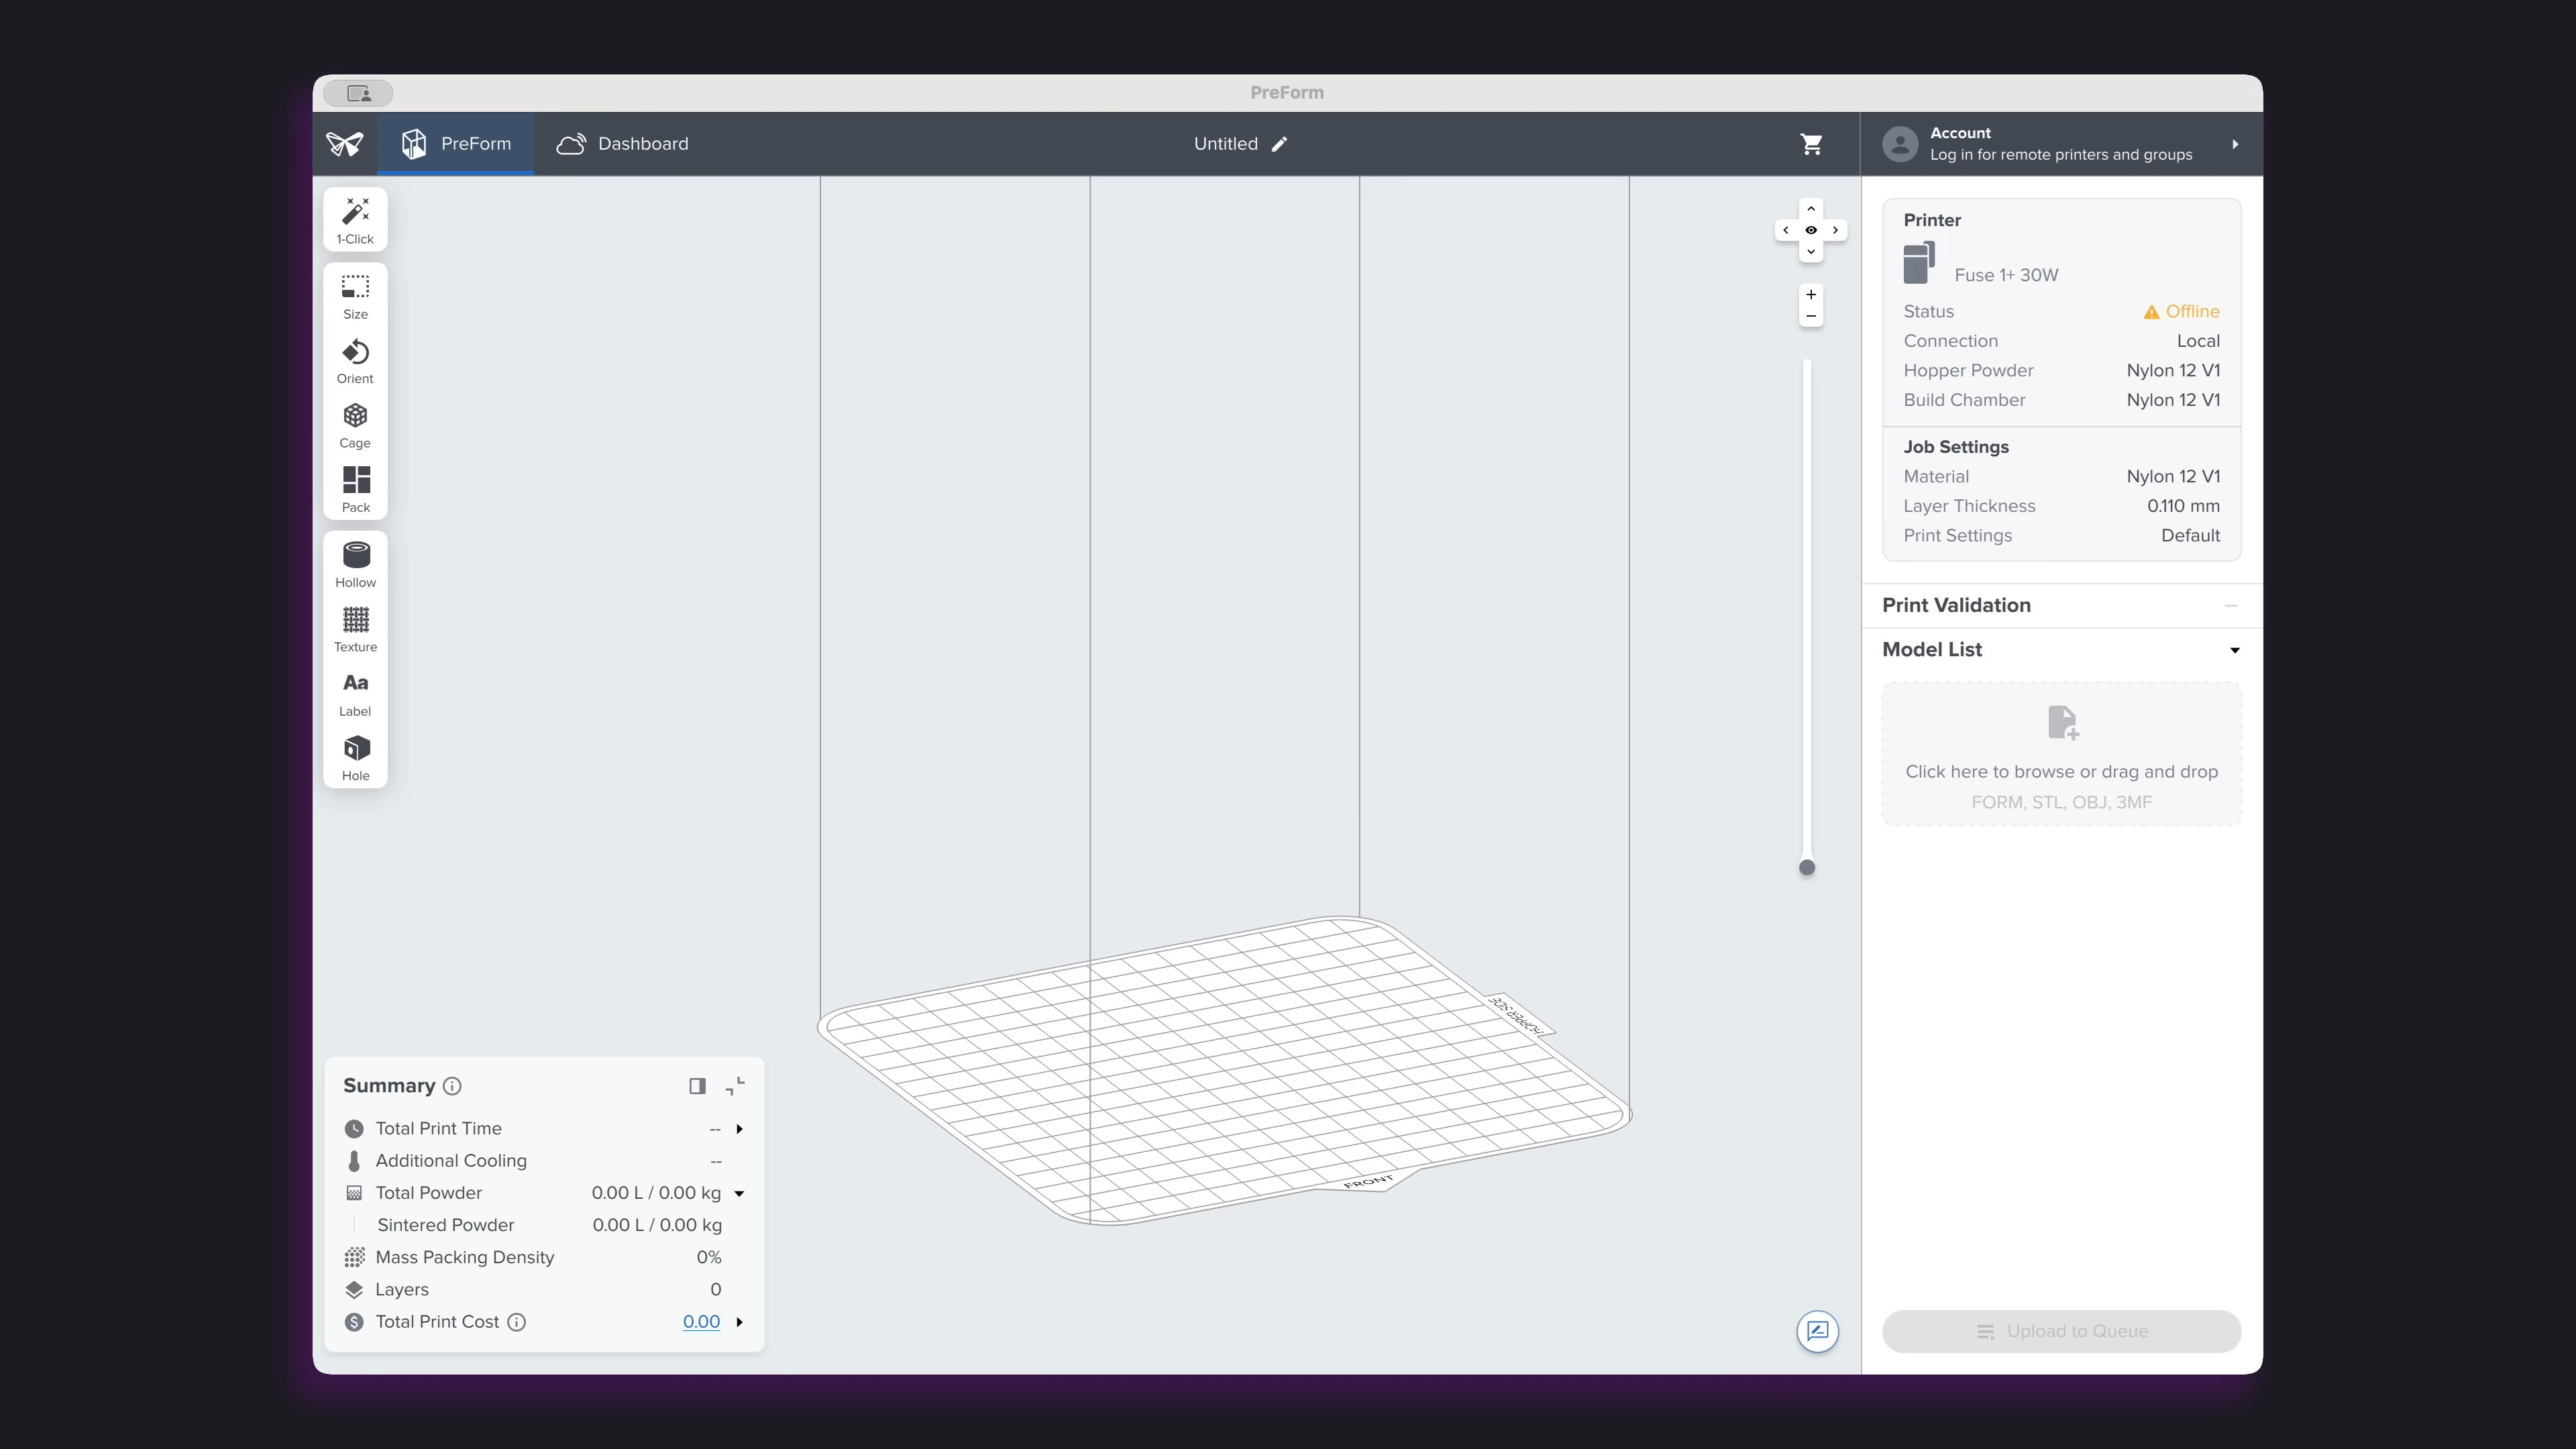 PreForm
PreForm
Dashboard
Untitled
Account
Log in for remote printers and groups
1-Click
Size
Orient
Cage
Pack
Hollow
Texture
Aa
Label
Hole
Printer
Fuse 1+ 30W
Status Offline
Connection Local
Hopper Powder Nylon 12 V1
Build Chamber Nylon 12 V1
Job Settings
Material Nylon 12 V1
Layer Thickness 0.110 mm
Print Settings Default
Print Validation
Model List
Click here to browse or drag and drop
FORM, STL, OBJ, 3MF
HOPPER SIDE
FRONT
Summary
Total Print Time --
Additional Cooling --
Total Powder 0.00 L / 0.00 kg
Sintered Powder 0.00 L / 0.00 kg
Mass Packing Density 0%
Layers 0
Total Print Cost 0.00
Upload to Queue